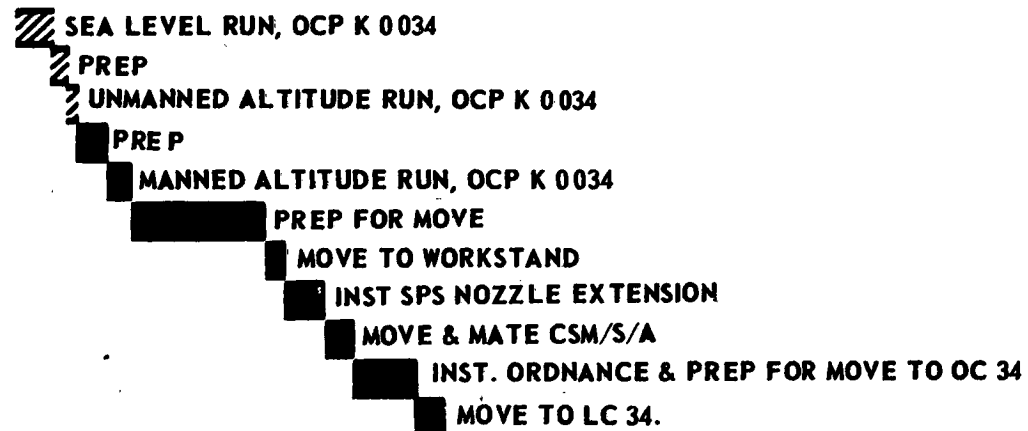 SEA LEVEL RUN, OCP K 0034
PREP
UNMANNED ALTITUDE RUN, OCP K 0034
PREP
MANNED ALTITUDE RUN, OCP K 0034
PREP FOR MOVE
MOVE TO WORKSTAND
INST SPS NOZZLE EXTENSION
MOVE & MATE CSM/S/A
INST. ORDNANCE & PREP FOR MOVE TO OC 34
MOVE TO LC 34.